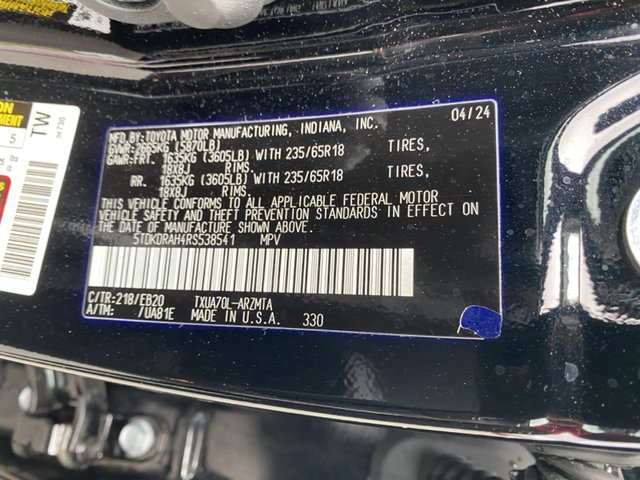 MFD. BY: TOYOTA MOTOR MANUFACTURING, INDIANA, INC. 04/24
GVWR: 2665KG (5870LB)
GAWR:FRT. 1635KG (3605LB) WITH 235/65R18 TIRES,
18X8J RIMS.
RR. 1635KG (3605LB) WITH 235/65R18 TIRES,
18X8J RIMS.
THIS VEHICLE CONFORMS TO ALL APPLICABLE FEDERAL MOTOR
VEHICLE SAFETY AND THEFT PREVENTION STANDARDS IN EFFECT ON
THE DATE OF MANUFACTURE SHOWN ABOVE.
5TDKDRAH4RS538541 MPV
C/TR:218/EB20 TXUA70L-ARZMTA
A/TM: /UA81E MADE IN U.S.A. 330
TW
5